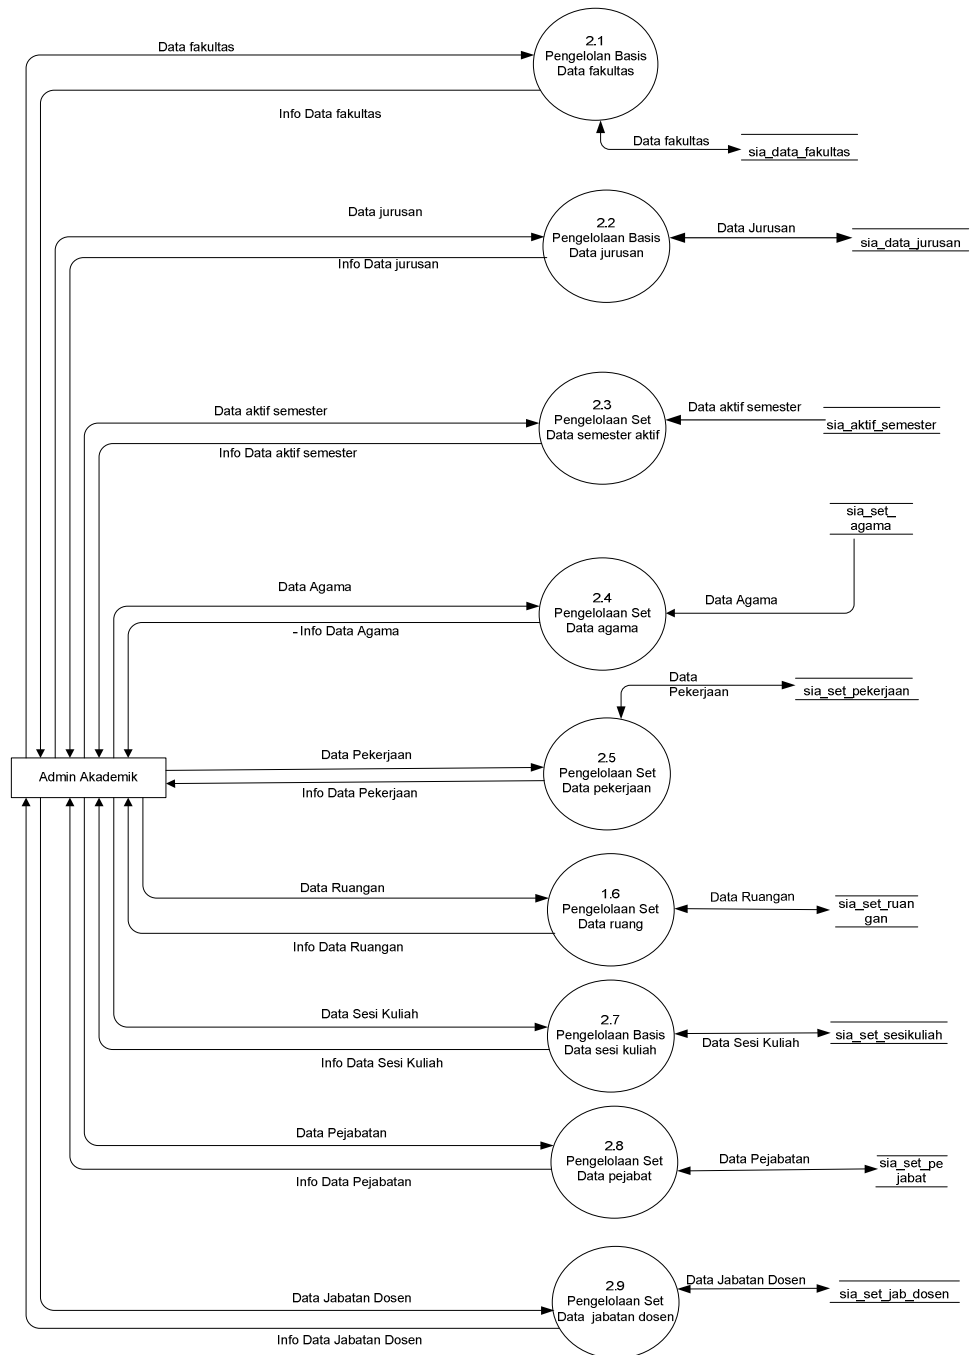 Data fakultas
2.1
Pengelolan Basis
Data fakultas
Info Data fakultas
Data fakultas
sia_data_fakultas
Data jurusan
2.2
Pengelolaan Basis
Data jurusan
Data Jurusan
sia_data_jurusan
Info Data jurusan
Data aktif semester
2.3
Pengelolaan Set
Data semester aktif
Data aktif semester
sia_aktif_semester
Info Data aktif semester
sia_set_
agama
Data Agama
2.4
Pengelolaan Set
Data agama
Data Agama
-Info Data Agama
Data
Pekerjaan
sia_set_pekerjaan
Admin Akademik
Data Pekerjaan
2.5
Pengelolaan Set
Data pekerjaan
Info Data Pekerjaan
Data Ruangan
1.6
Pengelolaan Set
Data ruang
Data Ruangan
sia_set_ruan
gan
Info Data Ruangan
Data Sesi Kuliah
2.7
Pengelolaan Basis
Data sesi kuliah
Data Sesi Kuliah
sia_set_sesikuliah
Info Data Sesi Kuliah
Data Pejabatan
2.8
Pengelolaan Set
Data pejabat
Data Pejabatan
sia_set_pe
jabat
Info Data Pejabatan
Data Jabatan Dosen
2.9
Pengelolaan Set
Data jabatan dosen
Data Jabatan Dosen
sia_set_jab_dosen
Info Data Jabatan Dosen